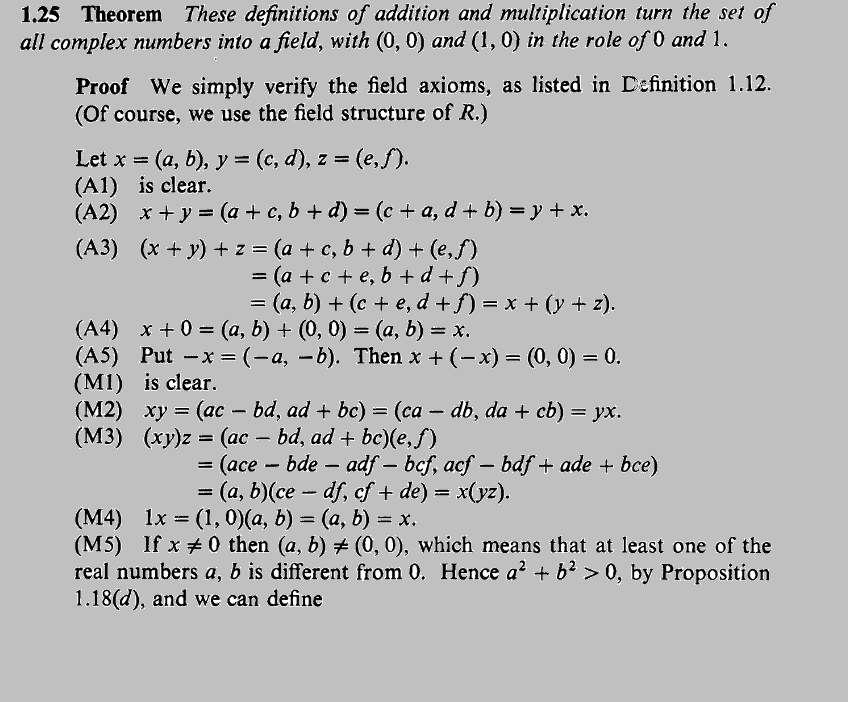 1.25 Theorem These definitions of addition and multiplication turn the set of
all complex numbers into a field, with (0, 0) and (1, 0) in the role of 0 and 1.
Proof We simply verify the field axioms, as listed in Definition 1.12.
(Of course, we use the field structure of R.)
Let x = (a, b), y = (c, d), z = (e, f).
(A1) is clear.
(A2) x + y = (a + c, b + d) = (c + a, d + b) = y + x.
(A3) (x + y) + z = (a + c, b + d) + (e, f)
= (a + c + e, b + d + f)
= (a, b) + (c + e, d + f) = x + (y + z).
(A4) x + 0 = (a, b) + (0, 0) = (a, b) = x.
(A5) Put −x = (−a, −b). Then x + (−x) = (0, 0) = 0.
(M1) is clear.
(M2) xy = (ac − bd, ad + bc) = (ca − db, da + cb) = yx.
(M3) (xy)z = (ac − bd, ad + bc)(e, f)
= (ace − bde − adf − bcf, acf − bdf + ade + bce)
= (a, b)(ce − df, cf + de) = x(yz).
(M4) 1x = (1, 0)(a, b) = (a, b) = x.
(M5) If x ≠ 0 then (a, b) ≠ (0, 0), which means that at least one of the
real numbers a, b is different from 0. Hence a² + b² > 0, by Proposition
1.18(d), and we can define